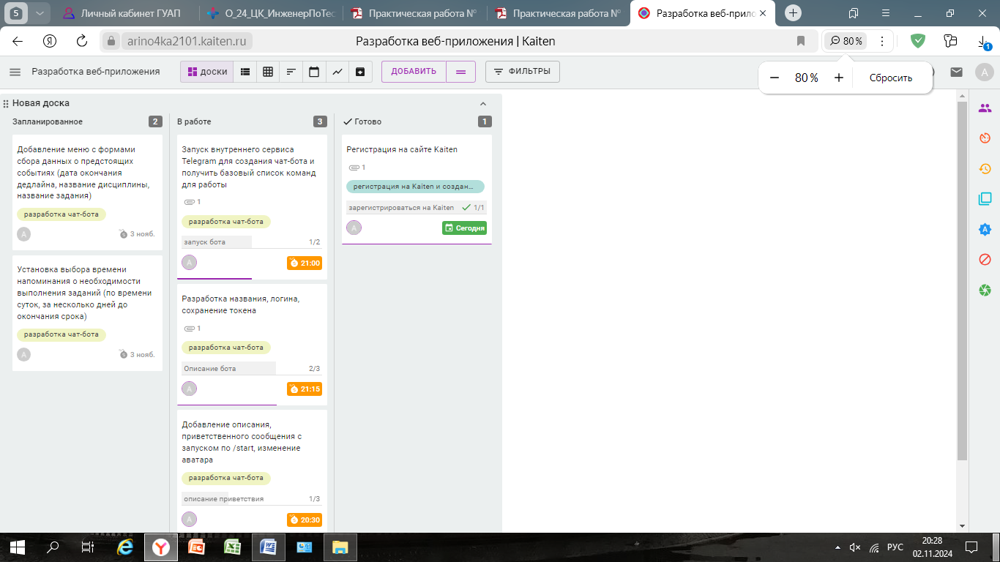 5
Личный кабинет ГУАП
О_24_ЦК_ИнженерПоТес
Практическая работа №
Практическая работа №
Разработка веб-прило
arino4ka2101.kaiten.ru
Разработка веб-приложения | Kaiten
80 %
1
Разработка веб-приложения
ДОСКИ
ДОБАВИТЬ
ФИЛЬТРЫ
80 %
Сбросить
A
Новая доска
Запланированное
2
Добавление меню с формами
сбора данных о предстоящих
событиях (дата окончания
дедлайна, название дисциплины,
название задания)
разработка чат-бота
A
3 нояб.
Установка выбора времени
напоминания о необходимости
выполнения заданий (по времени
суток, за несколько дней до
окончания срока)
разработка чат-бота
A
3 нояб.
В работе
3
Запуск внутреннего сервиса
Telegram для создания чат-бота и
получить базовый список команд
для работы
1
разработка чат-бота
запуск бота
1/2
A
21:00
Разработка названия, логина,
сохранение токена
1
разработка чат-бота
Описание бота
2/3
A
21:15
Добавление описания,
приветственного сообщения с
запуском по /start, изменение
аватара
разработка чат-бота
описание приветствия
1/3
A
20:30
Готово
1
Регистрация на сайте Kaiten
1
регистрация на Kaiten и создан...
зарегистрироваться на Kaiten
1/1
A
Сегодня
A
РУС
20:28
02.11.2024